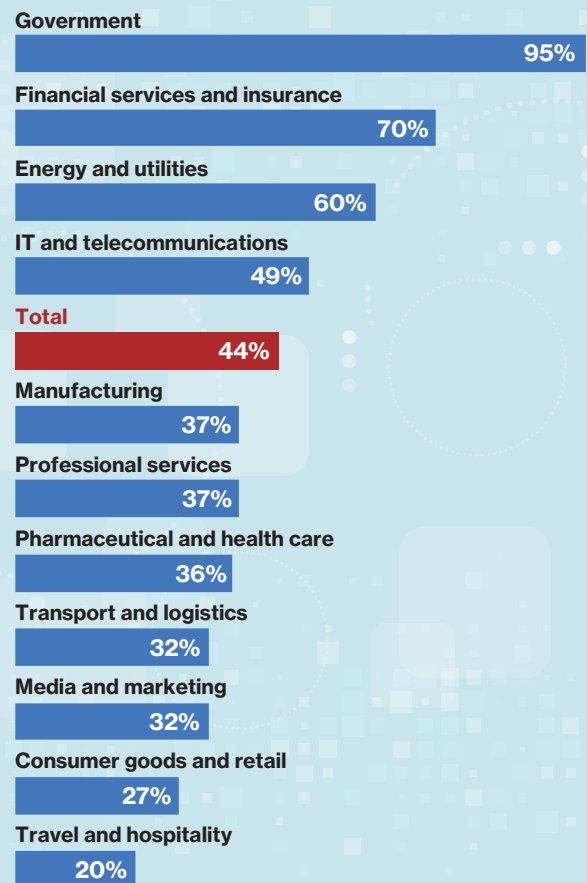 Government
95%
Financial services and insurance
70%
Energy and utilities
60%
IT and telecommunications
49%
Total
44%
Manufacturing
37%
Professional services
37%
Pharmaceutical and health care
36%
Transport and logistics
32%
Media and marketing
32%
Consumer goods and retail
27%
Travel and hospitality
20%